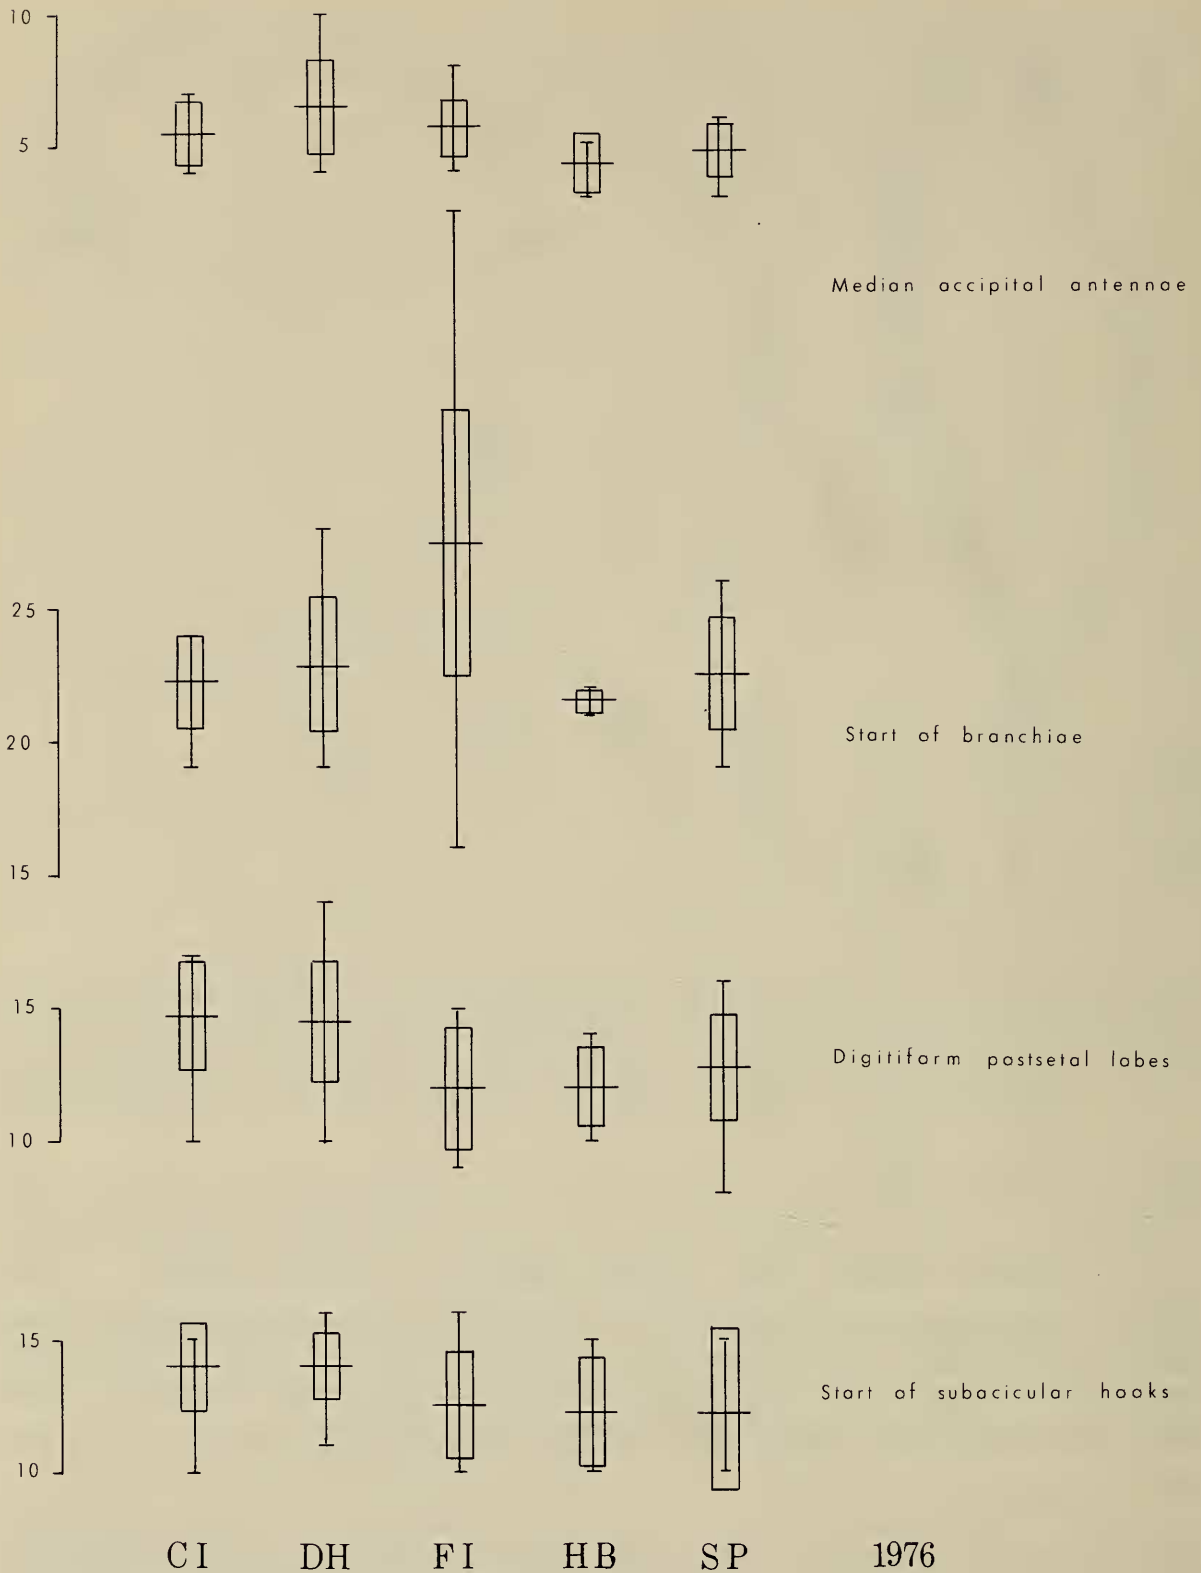 10
5
Median occipital antennae
25
20
15
Start of branchiae
15
10
Digitiform postsetal lobes
15
10
Start of subacicular hooks
CI DH FI HB SP 1976